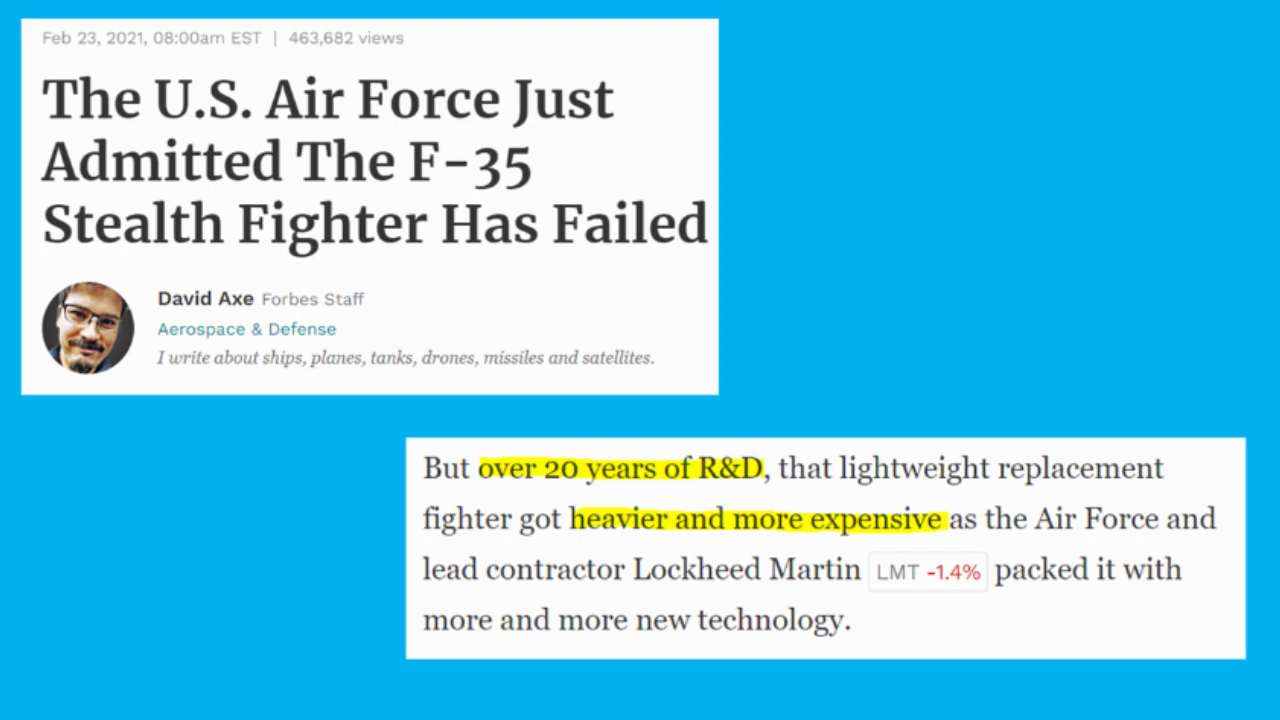 Feb 23, 2021, 08:00am EST | 463,682 views
The U.S. Air Force Just
Admitted The F-35
Stealth Fighter Has Failed
David Axe Forbes Staff
Aerospace & Defense
I write about ships, planes, tanks, drones, missiles and satellites.
But over 20 years of R&D, that lightweight replacement
fighter got heavier and more expensive as the Air Force and
lead contractor Lockheed Martin LMT -1.4% packed it with
more and more new technology.